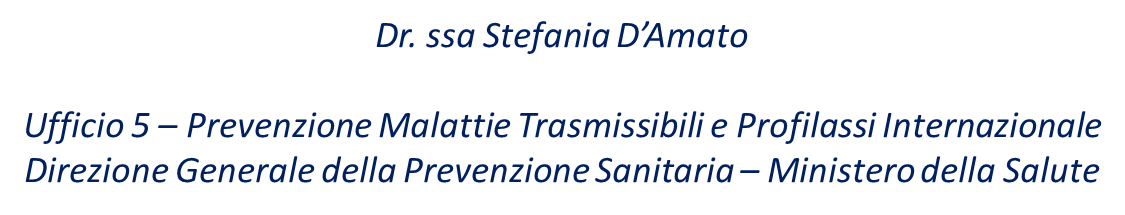 Dr. ssa Stefania D’Amato
Ufficio 5 – Prevenzione Malattie Trasmissibili e Profilassi Internazionale
Direzione Generale della Prevenzione Sanitaria – Ministero della Salute